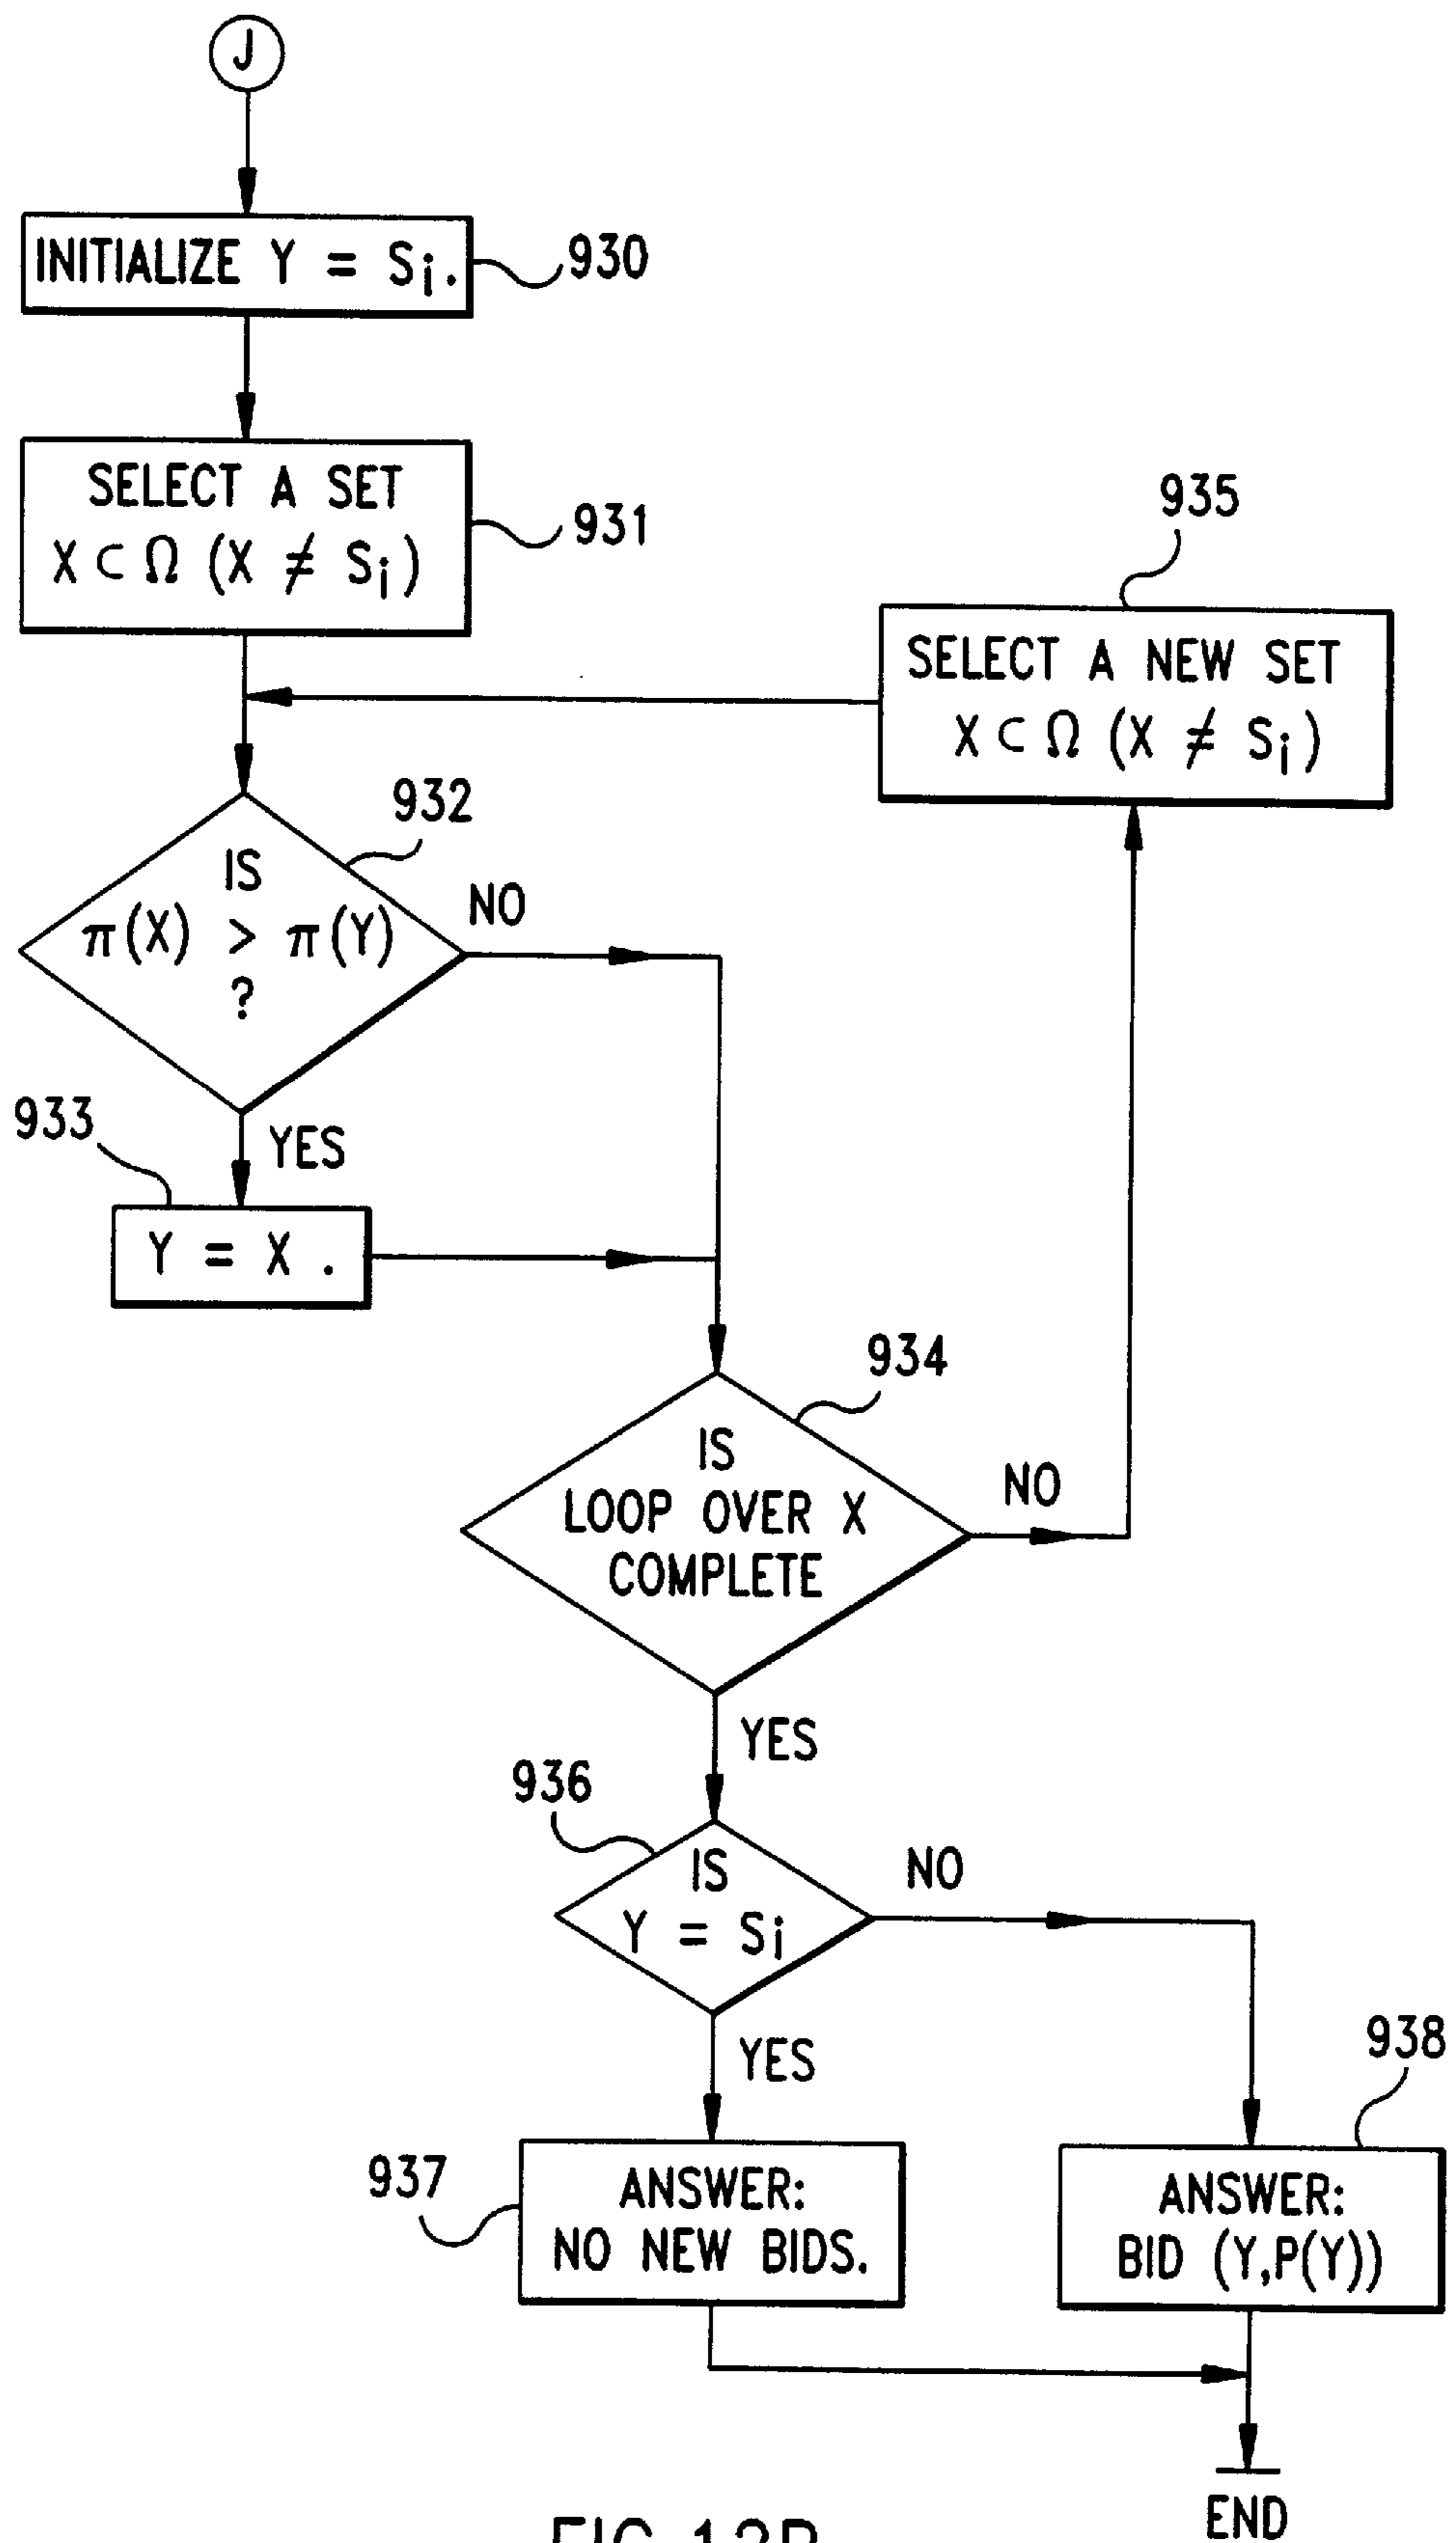 J
INITIALIZE Y = Si.
930
SELECT A SET
X ⊂ Ω (X ≠ Si)
931
935
SELECT A NEW SET
X ⊂ Ω (X ≠ Si)
932
IS
π(X) > π(Y)
?
NO
YES
933
Y = X .
934
IS
LOOP OVER X
COMPLETE
NO
YES
936
IS
Y = Si
NO
YES
938
937
ANSWER:
NO NEW BIDS.
ANSWER:
BID (Y,P(Y))
END